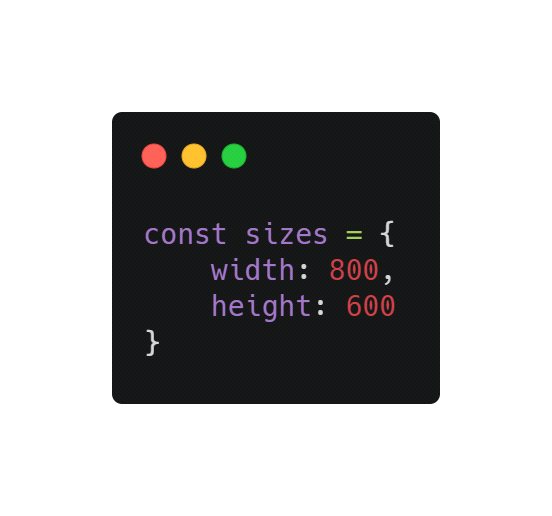 const sizes = {
    width: 800,
    height: 600
}